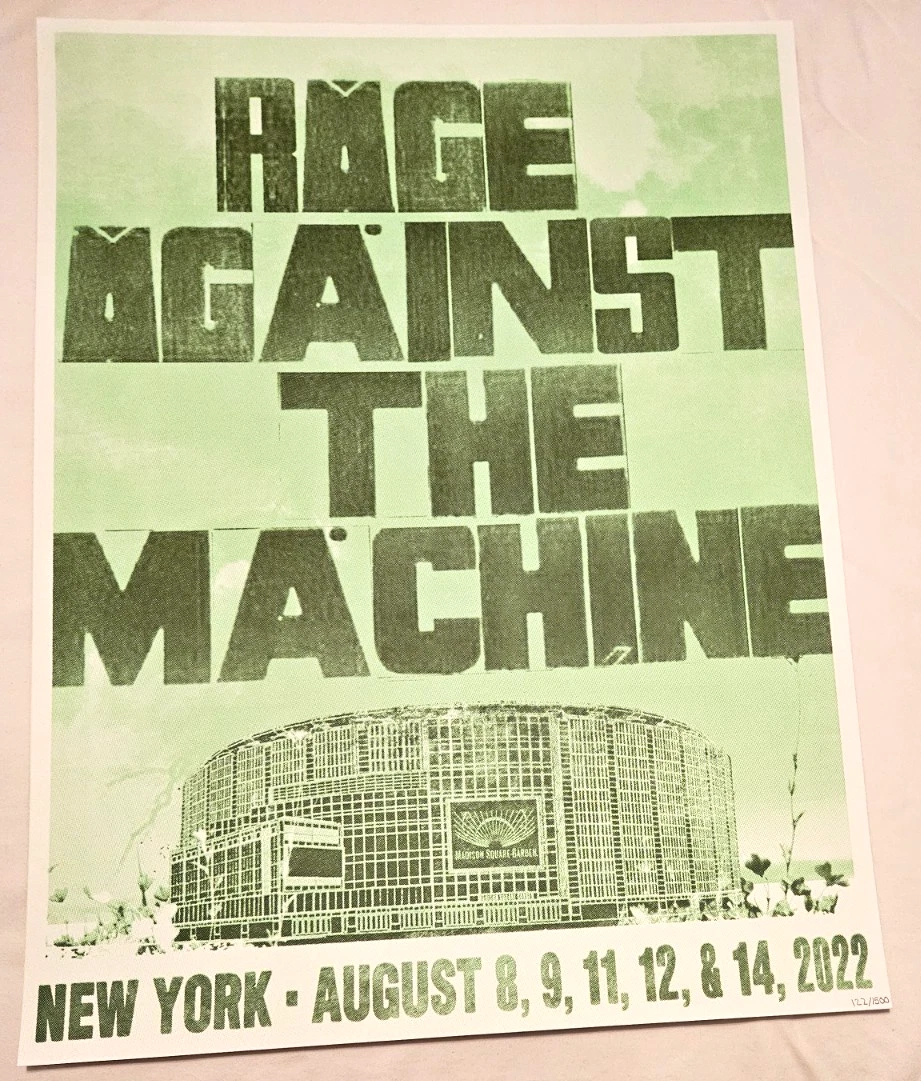 RAGE
AGAINST
THE
MACHINE
MADISON SQUARE GARDEN
NEW YORK · AUGUST 8, 9, 11, 12, & 14, 2022
122/1500